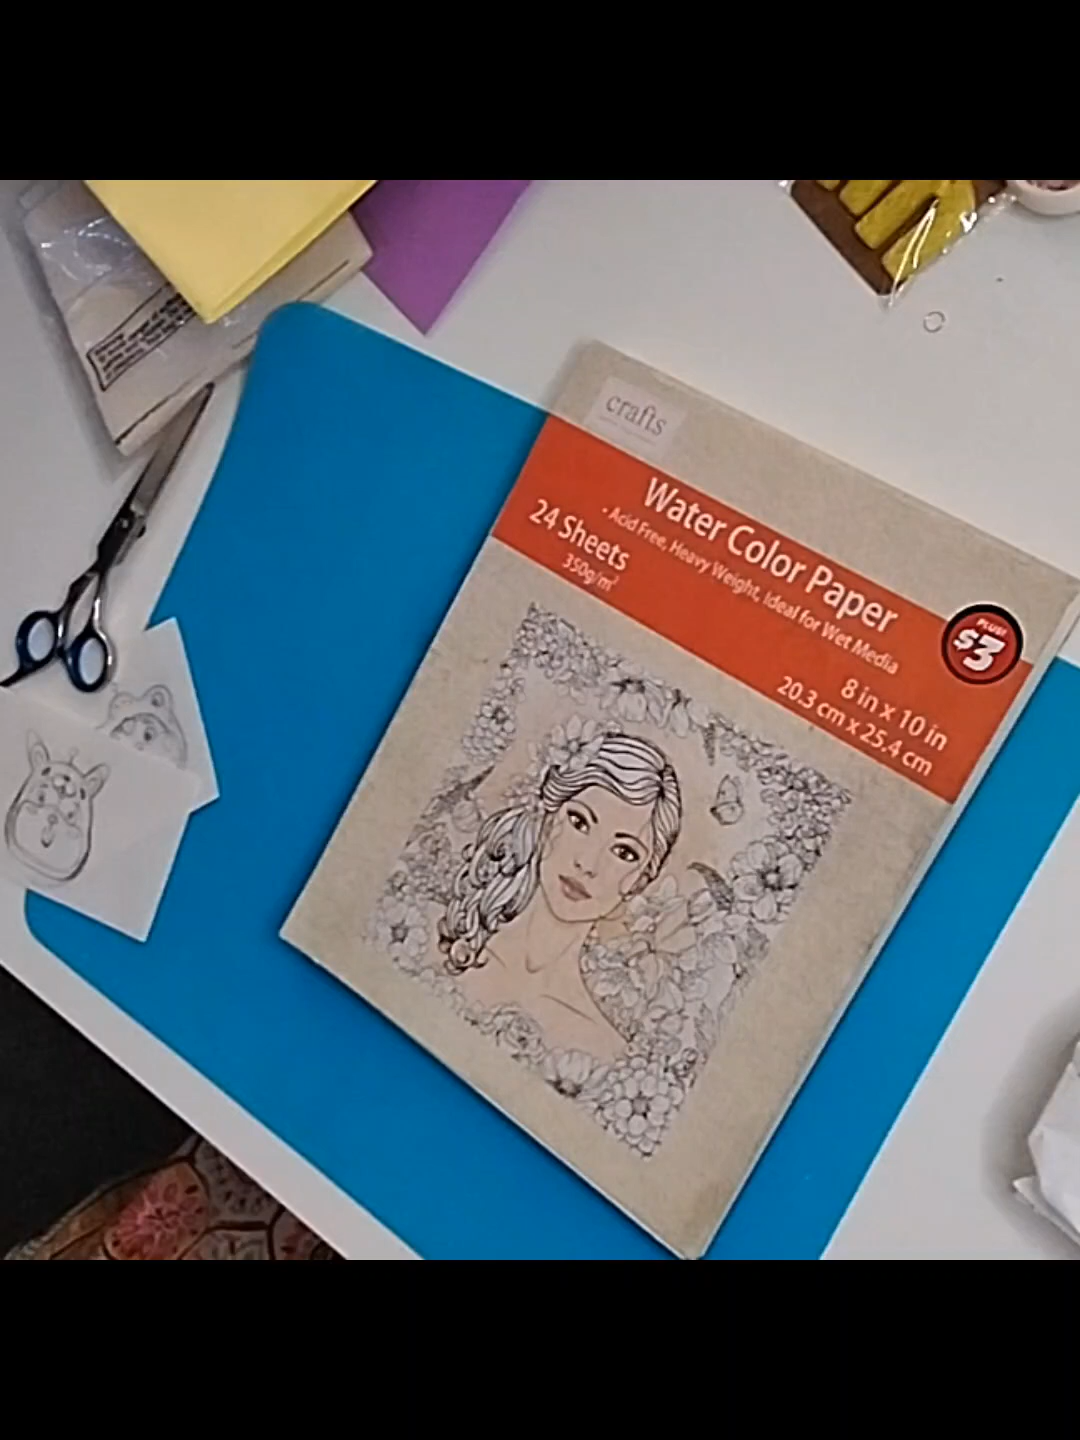 crafts
Water Color Paper
• Acid Free, Heavy Weight, Ideal for Wet Media
24 Sheets
350g/m²
PLUS!
$3
8 in x 10 in
20.3 cm x 25.4 cm